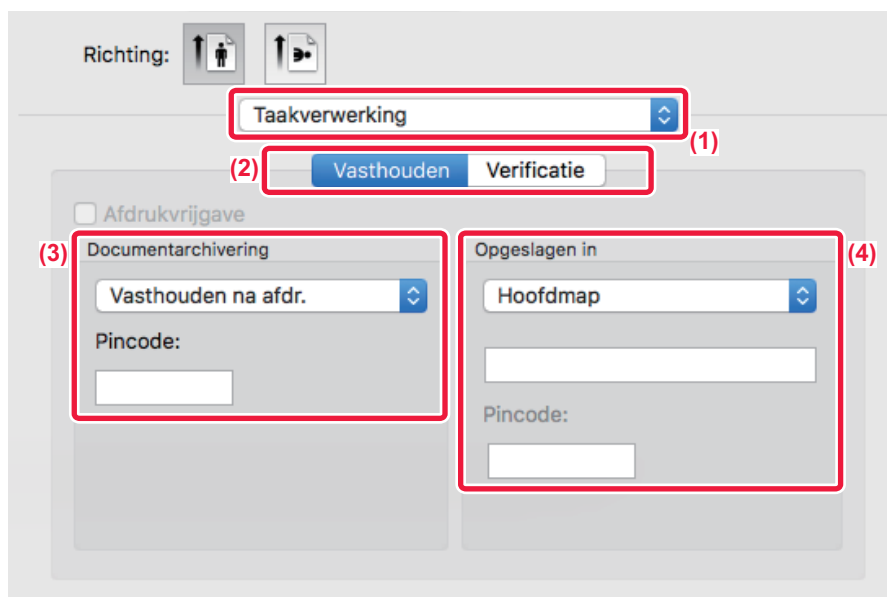 Richting:
Taakverwerking
(1)
(2)
Vasthouden Verificatie
Afdrukvrijgave
(3)
Documentarchivering
Vasthouden na afdr.
Pincode:
Opgeslagen in
(4)
Hoofdmap
Pincode: